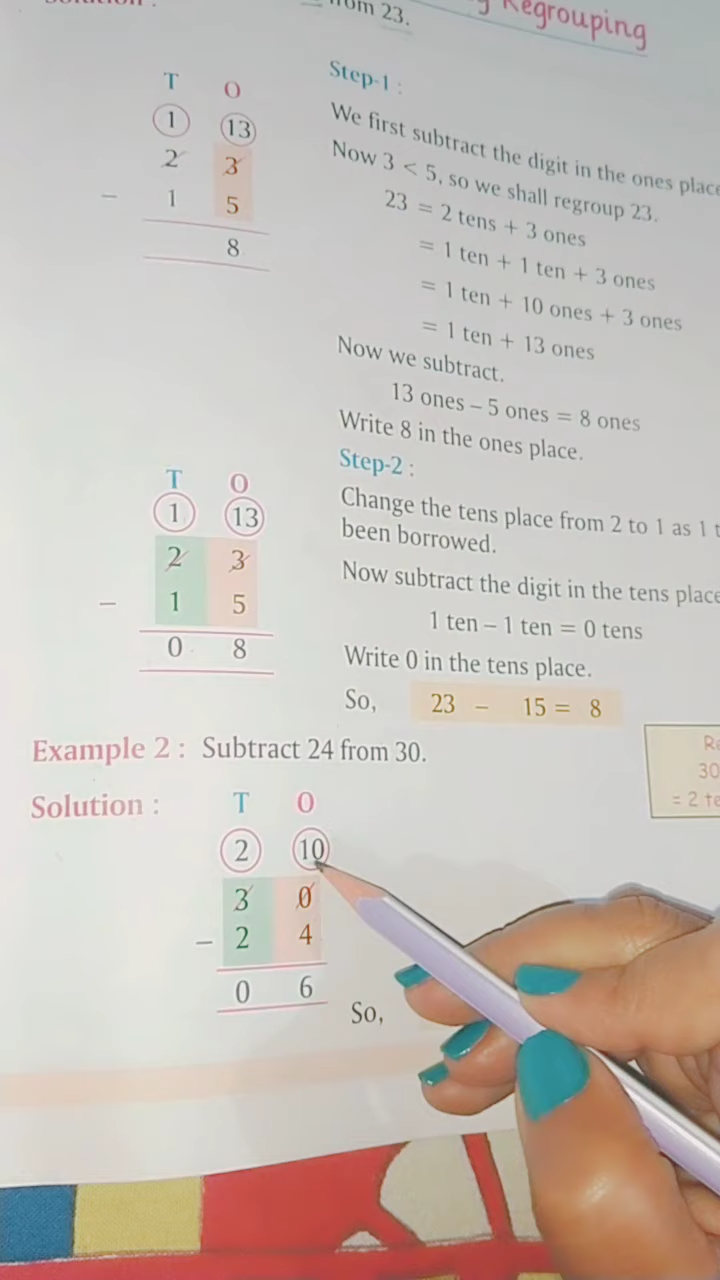 from 23.
Regrouping
T O
1 13
2 3
– 1 5
8
Step-1 :
We first subtract the digit in the ones place
Now 3 < 5, so we shall regroup 23.
23 = 2 tens + 3 ones
= 1 ten + 1 ten + 3 ones
= 1 ten + 10 ones + 3 ones
= 1 ten + 13 ones
Now we subtract.
13 ones – 5 ones = 8 ones
Write 8 in the ones place.
T O
1 13
2 3
– 1 5
0 8
Step-2 :
Change the tens place from 2 to 1 as 1
been borrowed.
Now subtract the digit in the tens place
1 ten – 1 ten = 0 tens
Write 0 in the tens place.
So, 23 – 15 = 8
Example 2 : Subtract 24 from 30.
Solution :
T O
2 10
3 0
– 2 4
0 6
So,
30
= 2